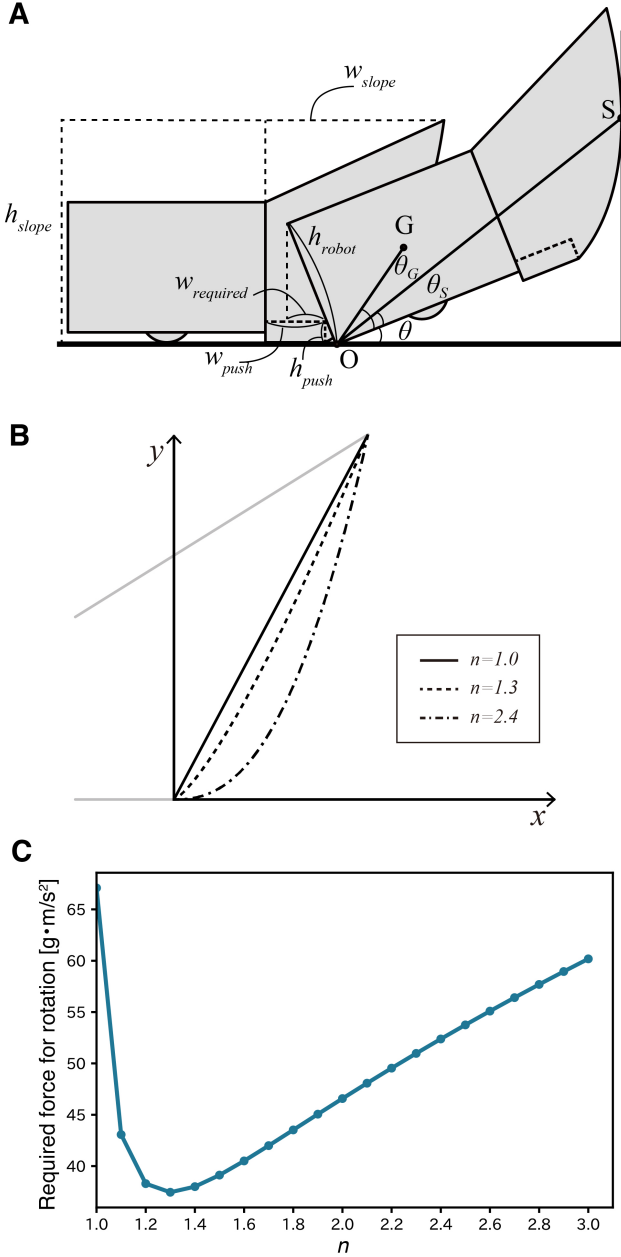 A
w_slope
S
h_slope
G
h_robot
θ_G
w_required
θ_S
θ
w_push
h_push
O
B
y
n=1.0
n=1.3
n=2.4
x
C
Required force for rotation [g•m/s²]
65
60
55
50
45
40
1.0 1.2 1.4 1.6 1.8 2.0 2.2 2.4 2.6 2.8 3.0
n